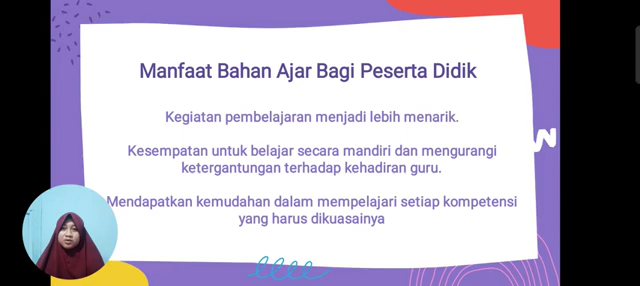 Manfaat Bahan Ajar Bagi Peserta Didik
Kegiatan pembelajaran menjadi lebih menarik.
Kesempatan untuk belajar secara mandiri dan mengurangi
ketergantungan terhadap kehadiran guru.
Mendapatkan kemudahan dalam mempelajari setiap kompetensi
yang harus dikuasainya